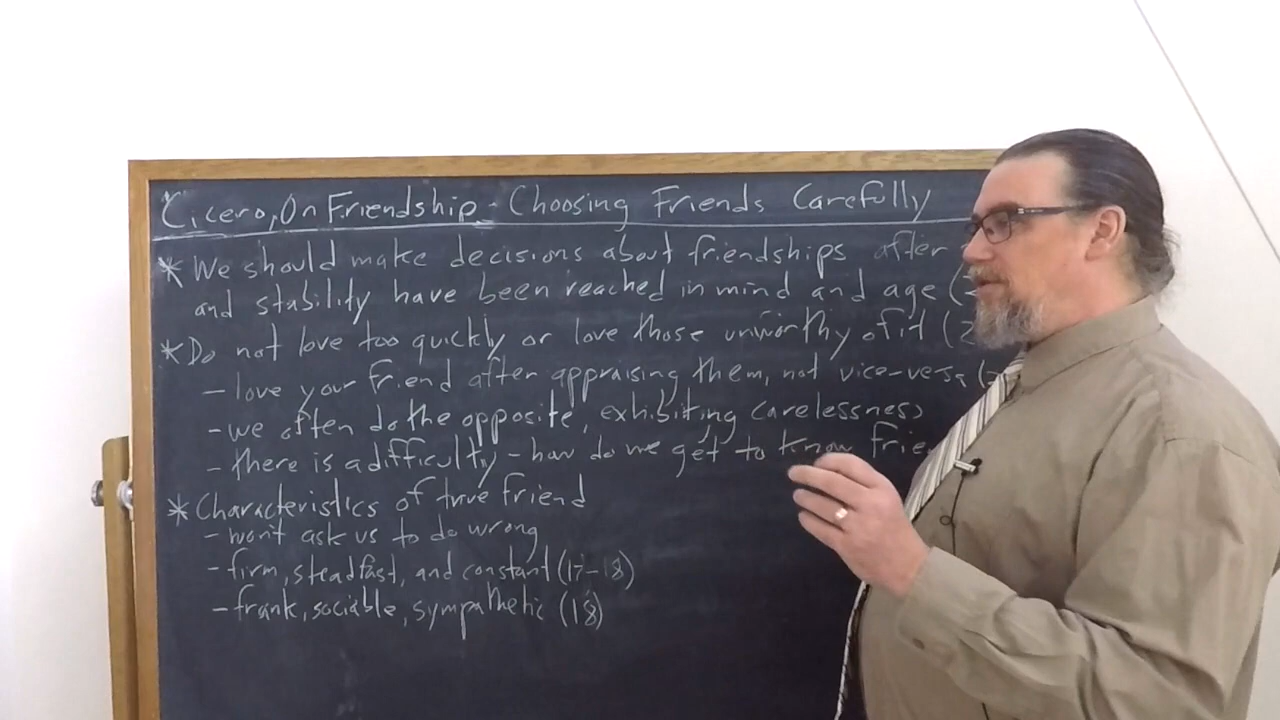 Cicero, On Friendship - Choosing Friends Carefully
* We should make decisions about friendships after
and stability have been reached in mind and age (2
* Do not love too quickly or love those unworthy of it (2
- love your friend after appraising them, not vice-versa (
- we often do the opposite, exhibiting carelessness
- there is a difficulty - how do we get to know
* Characteristics of true friend
- won't ask us to do wrong
- firm, steadfast, and constant (17-18)
- frank, sociable, sympathetic (18)